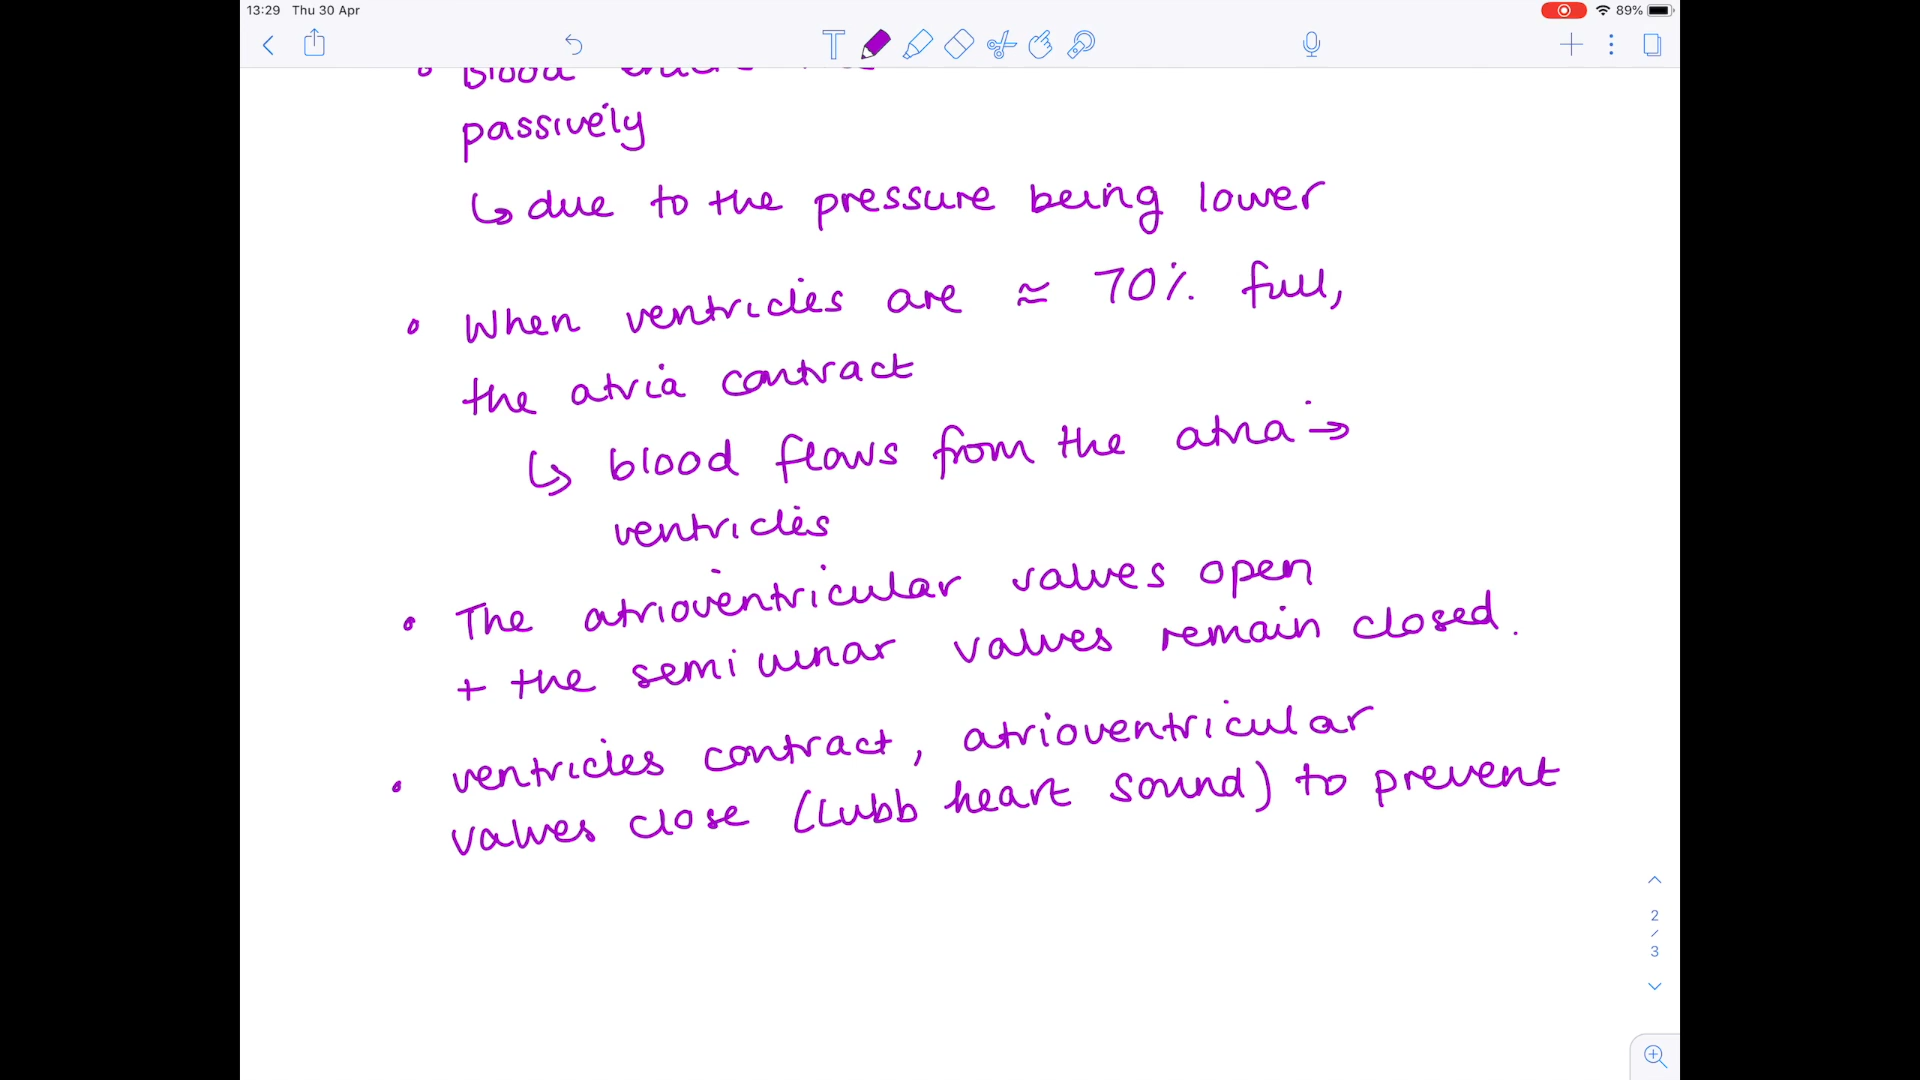 13:29 Thu 30 Apr
89%
T
• Blood
passively
↳ due to the pressure being lower
• When ventricles are ≈ 70% full,
the atria contract
↳ blood flows from the atria →
ventricles
• The atrioventricular valves open
+ the semilunar valves remain closed.
• ventricles contract, atrioventricular
valves close (Lubb heart sound) to prevent
2
/
3